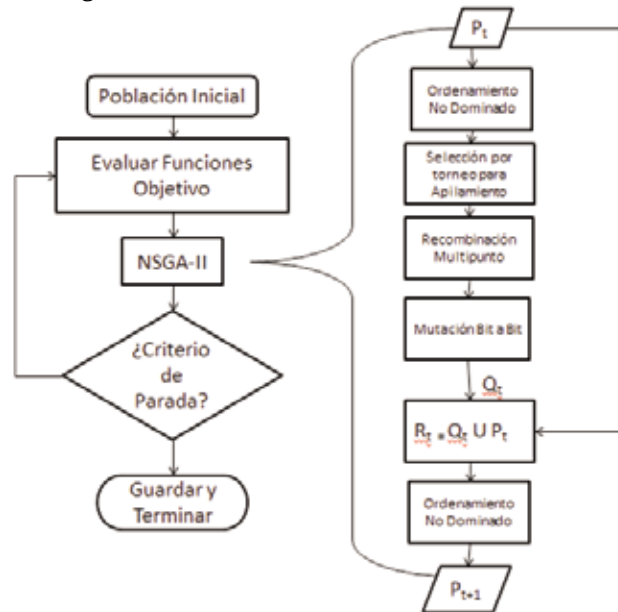 Población Inicial
Evaluar Funciones
Objetivo
NSGA-II
¿Criterio
de
Parada?
Guardar y
Terminar
Pt
Ordenamiento
No Dominado
Selección por
torneo para
Apilamiento
Recombinación
Multipunto
Mutación Bit a Bit
Qt
Rt = Qt U Pt
Ordenamiento
No Dominado
Pt+1